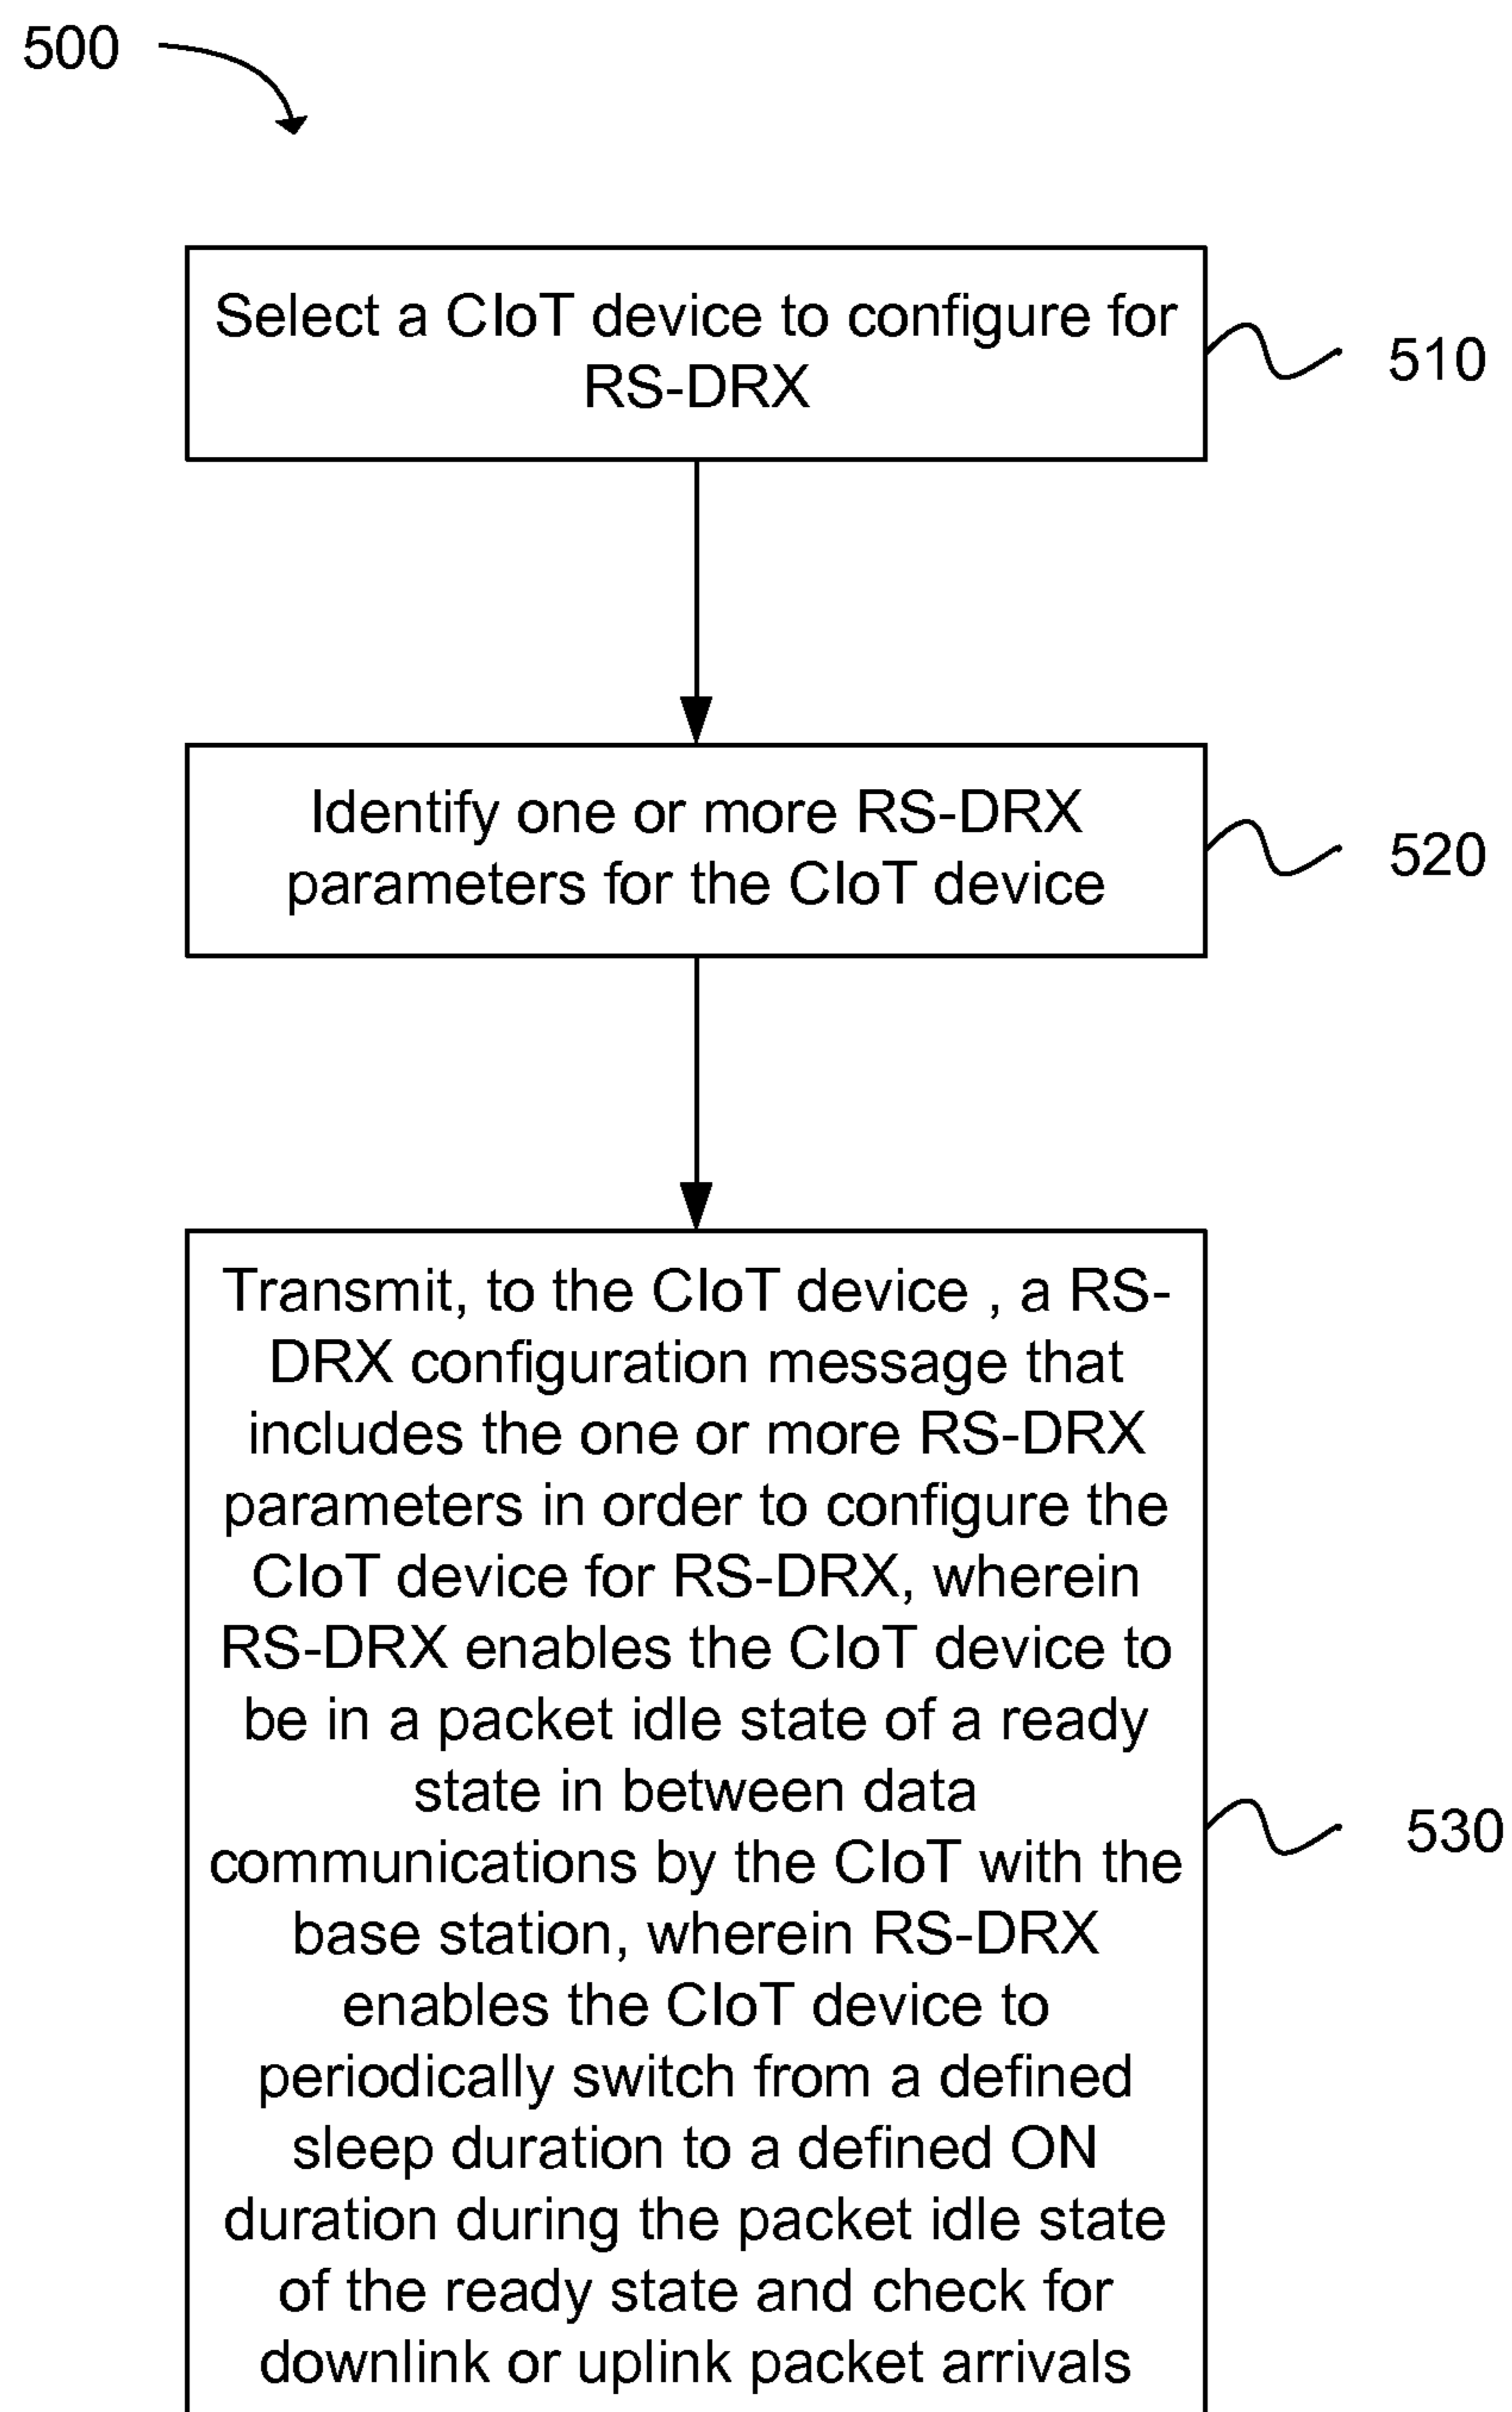 500
Select a CIoT device to configure for
RS-DRX
510
Identify one or more RS-DRX
parameters for the CIoT device
520
Transmit, to the CIoT device , a RS-
DRX configuration message that
includes the one or more RS-DRX
parameters in order to configure the
CIoT device for RS-DRX, wherein
RS-DRX enables the CIoT device to
be in a packet idle state of a ready
state in between data
communications by the CIoT with the
base station, wherein RS-DRX
enables the CIoT device to
periodically switch from a defined
sleep duration to a defined ON
duration during the packet idle state
of the ready state and check for
downlink or uplink packet arrivals
530